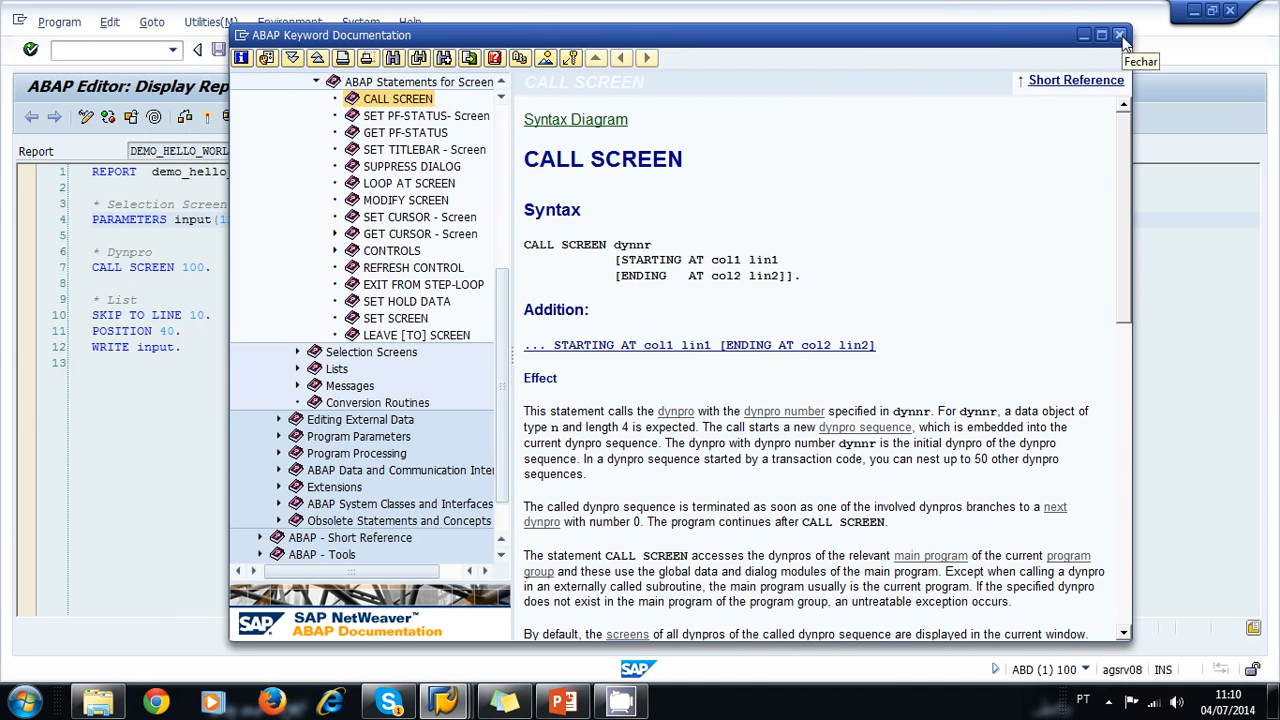 Program Edit Goto Utilities(M) Environment System Help
ABAP Keyword Documentation
Fechar
ABAP Editor: Display Rep
Report DEMO_HELLO_WORL
1 REPORT demo_hello_
2
3 * Selection Screen
4 PARAMETERS input(1
5
6 * Dynpro
7 CALL SCREEN 100.
8
9 * List
10 SKIP TO LINE 10.
11 POSITION 40.
12 WRITE input.
13
ABAP Statements for Screen
CALL SCREEN
SET PF-STATUS- Screen
GET PF-STATUS
SET TITLEBAR - Screen
SUPPRESS DIALOG
LOOP AT SCREEN
MODIFY SCREEN
SET CURSOR - Screen
GET CURSOR - Screen
CONTROLS
REFRESH CONTROL
EXIT FROM STEP-LOOP
SET HOLD DATA
SET SCREEN
LEAVE [TO] SCREEN
Selection Screens
Lists
Messages
Conversion Routines
Editing External Data
Program Parameters
Program Processing
ABAP Data and Communication Inter
Extensions
ABAP System Classes and Interfaces
Obsolete Statements and Concepts
ABAP - Short Reference
ABAP - Tools
SAP NetWeaver
ABAP Documentation
SAP
CALL SCREEN
↑ Short Reference
Syntax Diagram
CALL SCREEN
Syntax
CALL SCREEN dynnr
[STARTING AT col1 lin1
[ENDING AT col2 lin2]].
Addition:
... STARTING AT col1 lin1 [ENDING AT col2 lin2]
Effect
This statement calls the dynpro with the dynpro number specified in dynnr. For dynnr, a data object of
type n and length 4 is expected. The call starts a new dynpro sequence, which is embedded into the
current dynpro sequence. The dynpro with dynpro number dynnr is the initial dynpro of the dynpro
sequence. In a dynpro sequence started by a transaction code, you can nest up to 50 other dynpro
sequences.
The called dynpro sequence is terminated as soon as one of the involved dynpros branches to a next
dynpro with number 0. The program continues after CALL SCREEN.
The statement CALL SCREEN accesses the dynpros of the relevant main program of the current program
group and these use the global data and dialog modules of the main program. Except when calling a dynpro
in an externally called subroutine, the main program usually is the current program. If the specified dynpro
does not exist in the main program of the program group, an untreatable exception occurs.
By default, the screens of all dynpros of the called dynpro sequence are displayed in the current window.
SAP
ABD (1) 100 agsrv08 INS
PT
11:10
04/07/2014